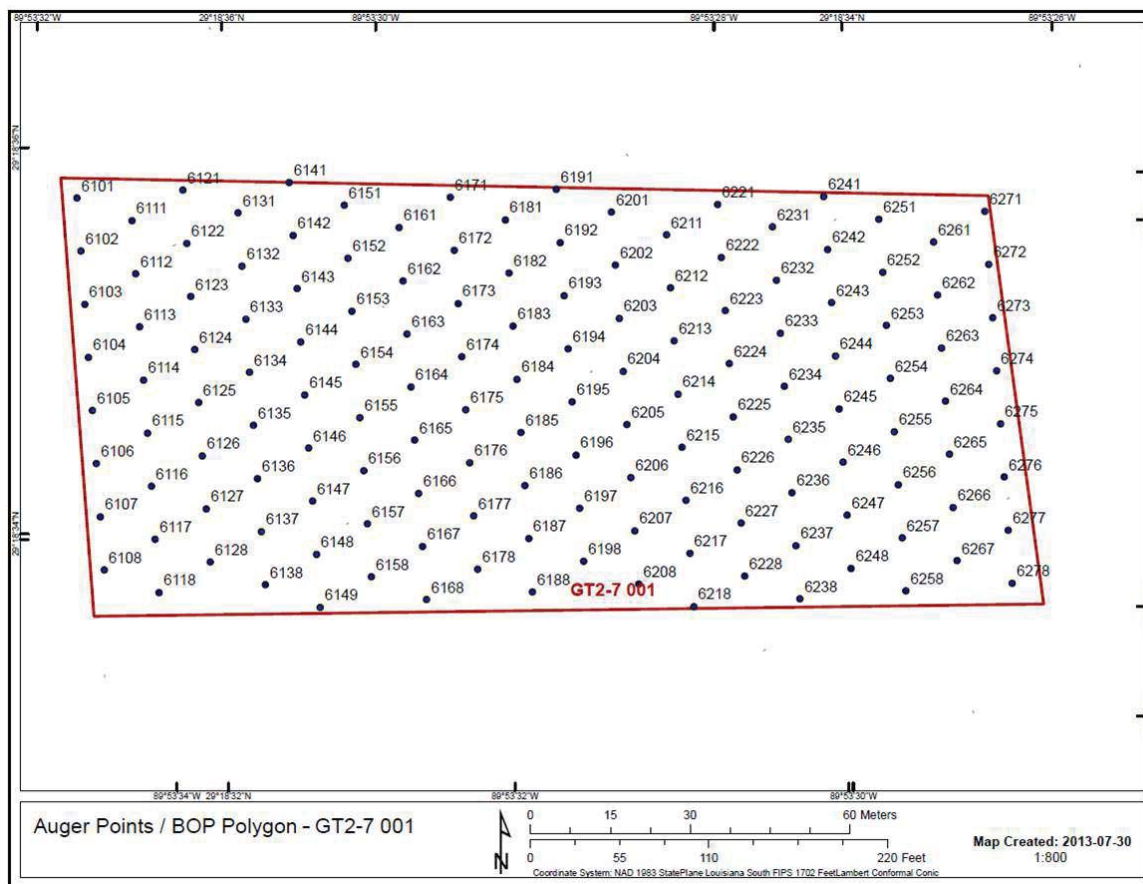 89°53'32"W 29°18'36"N 89°53'30"W 89°53'28"W 29°18'34"N 89°53'26"W
29°18'36"N
6141
6101 6121 6171 6191 6241
6131 6151 6201 6221 6271
6111 6161 6181 6211 6231 6251
6102 6122 6142 6172 6192 6242 6261
6112 6132 6152 6182 6202 6222 6252 6272
6103 6123 6143 6162 6193 6212 6232 6262
6113 6133 6153 6173 6203 6223 6243 6273
6104 6124 6144 6163 6183 6213 6233 6253
6114 6134 6154 6174 6194 6224 6244 6263
6105 6125 6145 6164 6184 6204 6234 6254 6274
6115 6135 6155 6175 6195 6214 6245 6264
6106 6126 6146 6165 6185 6205 6225 6255 6275
6116 6136 6156 6176 6196 6215 6235 6265
6107 6127 6147 6166 6186 6206 6226 6246 6256 6276
6117 6137 6157 6177 6197 6216 6236 6266
6108 6128 6148 6167 6187 6207 6227 6247 6257 6277
6118 6138 6158 6178 6198 6217 6237 6267
6149 6168 6188 6208 6228 6248 6258 6278
6218 6238
GT2-7 001
29°18'34"N
89°53'34"W 29°18'32"N 89°53'32"W 89°53'30"W
Auger Points / BOP Polygon - GT2-7 001
N
0 15 30 60 Meters
0 55 110 220 Feet
Coordinate System: NAD 1983 StatePlane Louisiana South FIPS 1702 FeetLambert Conformal Conic
Map Created: 2013-07-30
1:800